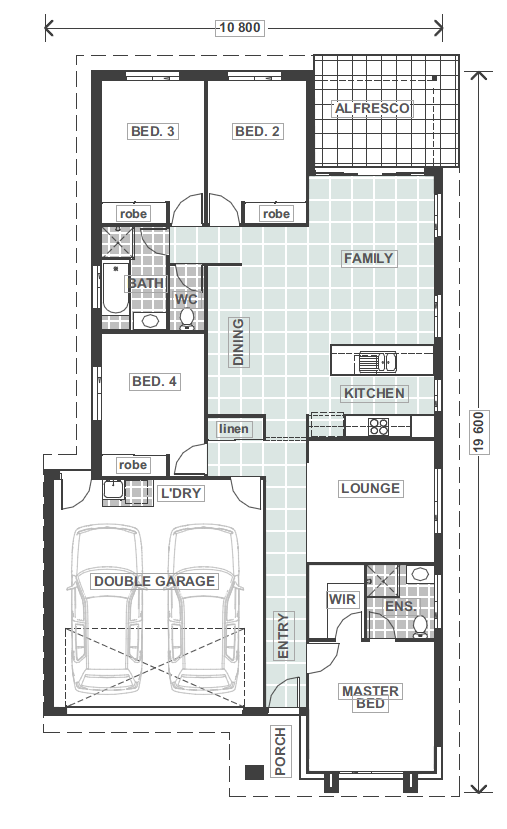 10 800
ALFRESCO
BED. 3
BED. 2
robe
robe
FAMILY
BATH
WC
DINING
BED. 4
KITCHEN
linen
19 600
robe
L'DRY
LOUNGE
DOUBLE GARAGE
WIR
ENS.
ENTRY
MASTER
BED
PORCH